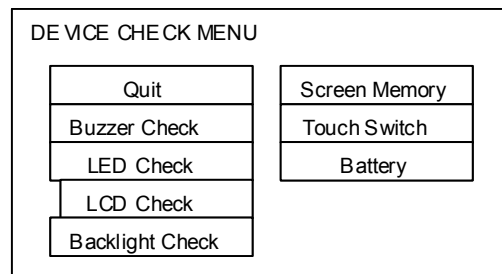 DEVICE CHECK MENU
Quit
Buzzer Check
LED Check
LCD Check
Backlight Check
Screen Memory
Touch Switch
Battery